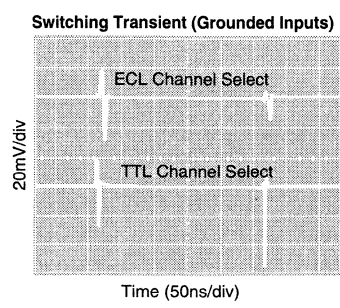 Switching Transient (Grounded Inputs)
ECL Channel Select
20mV/div
TTL Channel Select
Time (50ns/div)